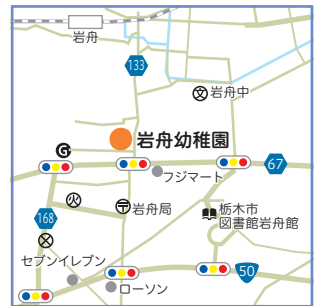 岩舟
133
文 岩舟中
岩舟幼稚園
G
67
フジマート
火
168
〒岩舟局
栃木市
図書館岩舟館
セブンイレブン
50
ローソン